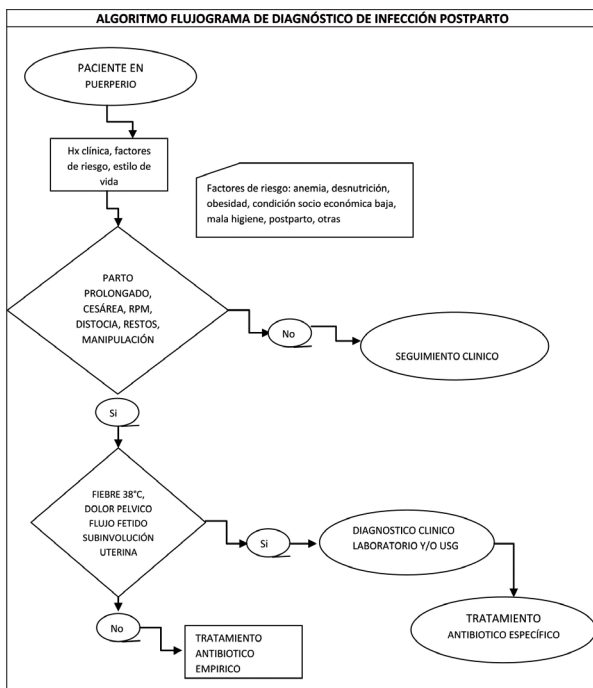 ALGORITMO FLUJOGRAMA DE DIAGNÓSTICO DE INFECCIÓN POSTPARTO
PACIENTE EN
PUERPERIO
Hx clínica, factores
de riesgo, estilo de
vida
Factores de riesgo: anemia, desnutrición,
obesidad, condición socio económica baja,
mala higiene, postparto, otras
PARTO
PROLONGADO,
CESÁREA, RPM,
DISTOCIA, RESTOS,
MANIPULACIÓN
No
SEGUIMIENTO CLINICO
Si
FIEBRE 38°C,
DOLOR PELVICO
FLUJO FETIDO
SUBINVOLUCIÓN
UTERINA
Si
DIAGNOSTICO CLINICO
LABORATORIO Y/O USG
No
TRATAMIENTO
ANTIBIOTICO
EMPIRICO
TRATAMIENTO
ANTIBIOTICO ESPECÍFICO